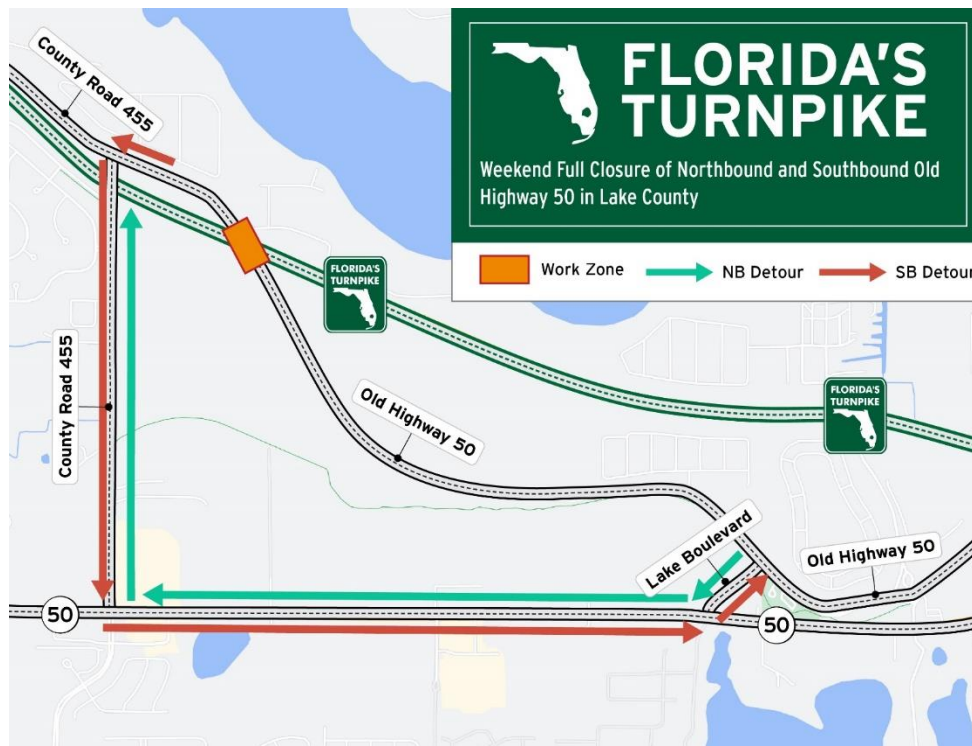 FLORIDA'S
TURNPIKE
Weekend Full Closure of Northbound and Southbound Old
Highway 50 in Lake County
Work Zone
NB Detour
SB Detour
County Road 455
FLORIDA'S
TURNPIKE
FLORIDA'S
TURNPIKE
County Road 455
Old Highway 50
Lake Boulevard
Old Highway 50
50
50